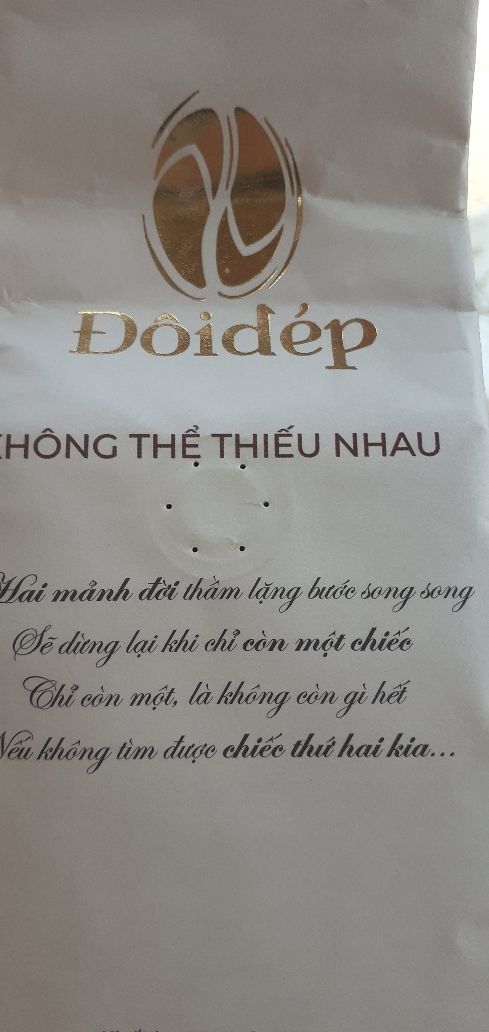 Đôidép
KHÔNG THỂ THIẾU NHAU
Hai mảnh đời thầm lặng bước song song
Sẽ dừng lại khi chỉ còn một chiếc
Chỉ còn một, là không còn gì hết
Nếu không tìm được chiếc thứ hai kia...